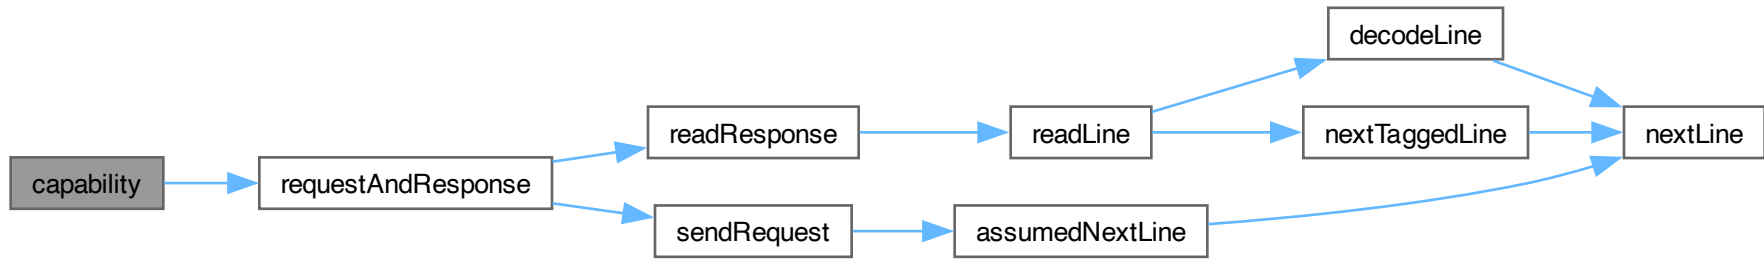 capability
requestAndResponse
readResponse
sendRequest
readLine
assumedNextLine
decodeLine
nextTaggedLine
nextLine